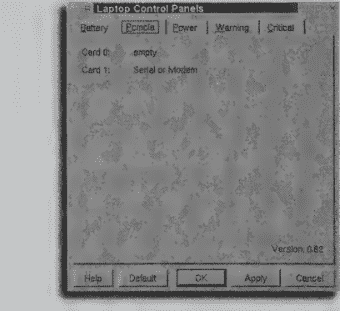 Laptop Control Panels
Battery Pcmcia Power Warning Critical
Card 0: empty
Card 1: Serial or Modem
Version: 0.82
Help Default OK Apply Cancel